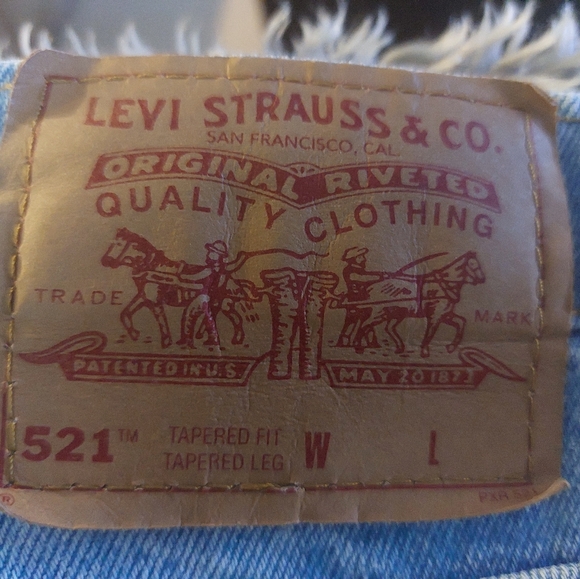 LEVI STRAUSS & CO.
SAN FRANCISCO, CAL.
ORIGINAL RIVETED
QUALITY CLOTHING
TRADE MARK
PATENTED IN U.S. MAY 20 1873
521™ TAPERED FIT W L
TAPERED LEG
®